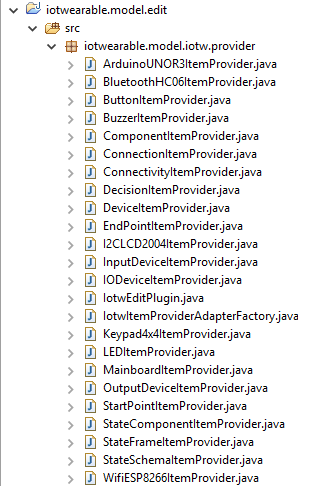 iotwearable.model.edit
src
iotwearable.model.iotw.provider
ArduinoUNOR3ItemProvider.java
BluetoothHC06ItemProvider.java
ButtonItemProvider.java
BuzzerItemProvider.java
ComponentItemProvider.java
ConnectionItemProvider.java
ConnectivityItemProvider.java
DecisionItemProvider.java
DeviceItemProvider.java
EndPointItemProvider.java
I2CLCD2004ItemProvider.java
InputDeviceItemProvider.java
IODeviceItemProvider.java
IotwEditPlugin.java
IotwItemProviderAdapterFactory.java
Keypad4x4ItemProvider.java
LEDItemProvider.java
MainboardItemProvider.java
OutputDeviceItemProvider.java
StartPointItemProvider.java
StateComponentItemProvider.java
StateFrameItemProvider.java
StateSchemaItemProvider.java
WifiESP8266ItemProvider.java